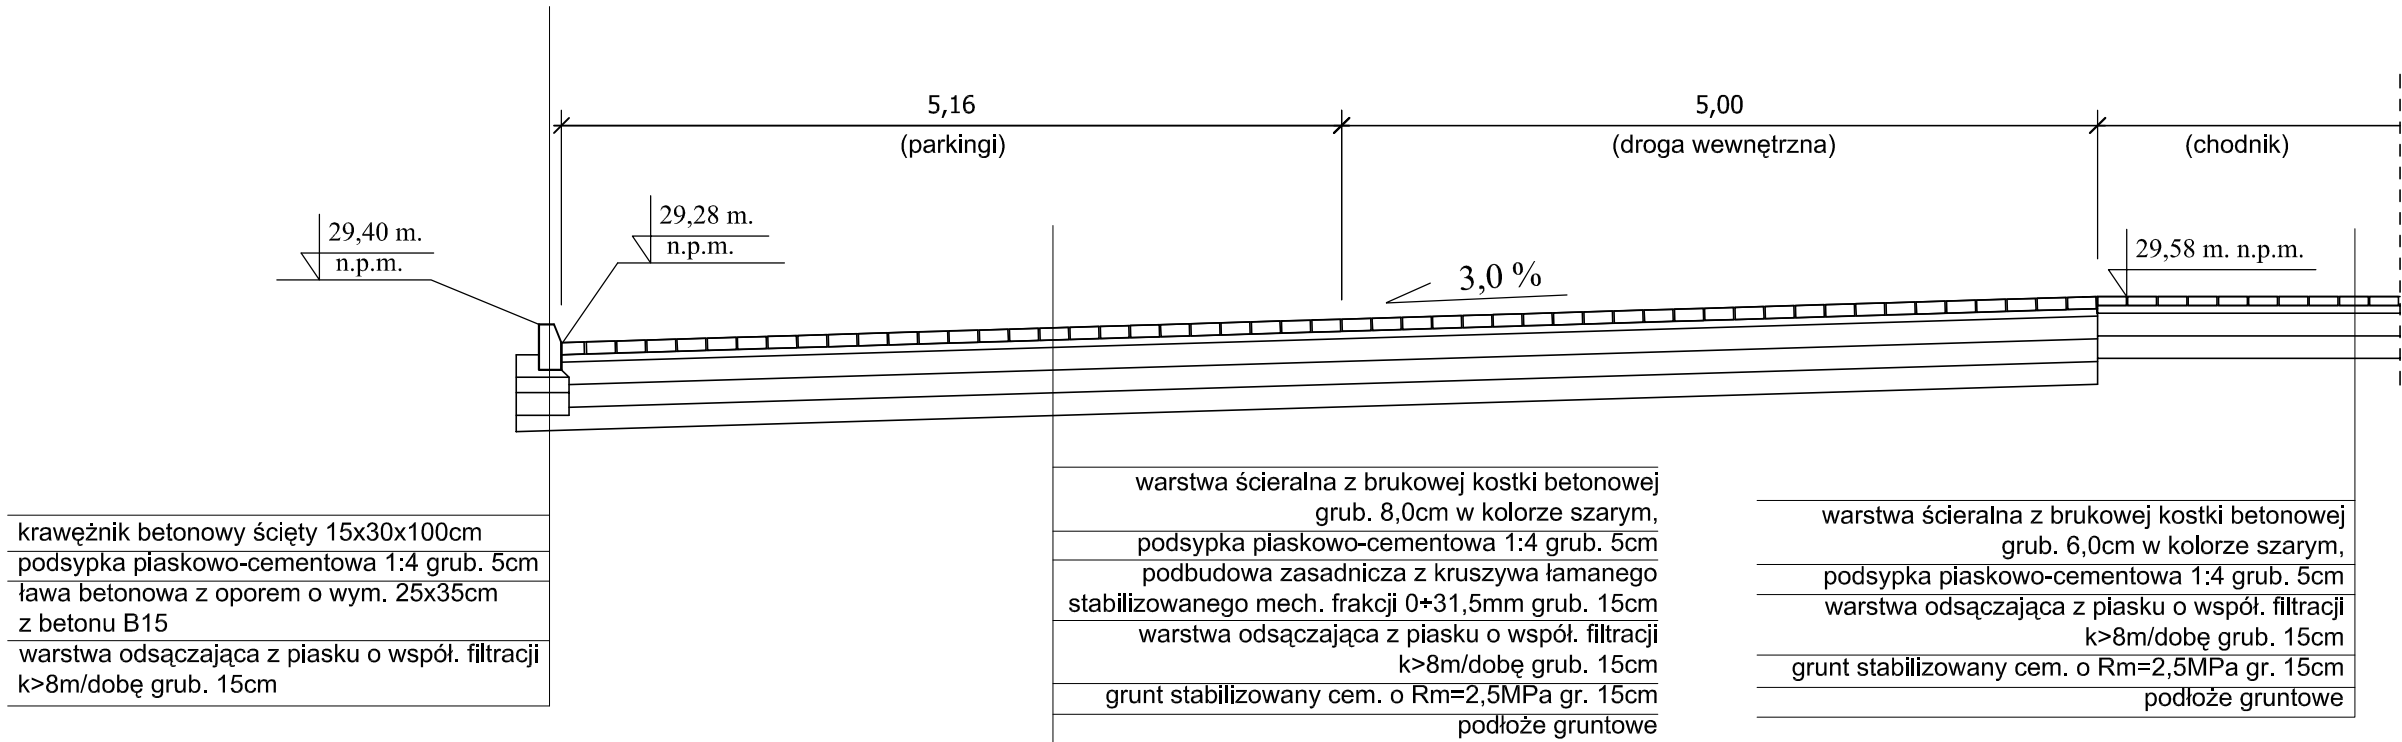 5,16
(parkingi)
5,00
(droga wewnętrzna)
(chodnik)
29,40 m.
n.p.m.
29,28 m.
n.p.m.
3,0 %
29,58 m. n.p.m.
krawężnik betonowy ścięty 15x30x100cm
podsypka piaskowo-cementowa 1:4 grub. 5cm
ława betonowa z oporem o wym. 25x35cm
z betonu B15
warstwa odsączająca z piasku o współ. filtracji
k>8m/dobę grub. 15cm
warstwa ścieralna z brukowej kostki betonowej
grub. 8,0cm w kolorze szarym,
podsypka piaskowo-cementowa 1:4 grub. 5cm
podbudowa zasadnicza z kruszywa łamanego
stabilizowanego mech. frakcji 0÷31,5mm grub. 15cm
warstwa odsączająca z piasku o współ. filtracji
k>8m/dobę grub. 15cm
grunt stabilizowany cem. o Rm=2,5MPa gr. 15cm
podłoże gruntowe
warstwa ścieralna z brukowej kostki betonowej
grub. 6,0cm w kolorze szarym,
podsypka piaskowo-cementowa 1:4 grub. 5cm
warstwa odsączająca z piasku o współ. filtracji
k>8m/dobę grub. 15cm
grunt stabilizowany cem. o Rm=2,5MPa gr. 15cm
podłoże gruntowe